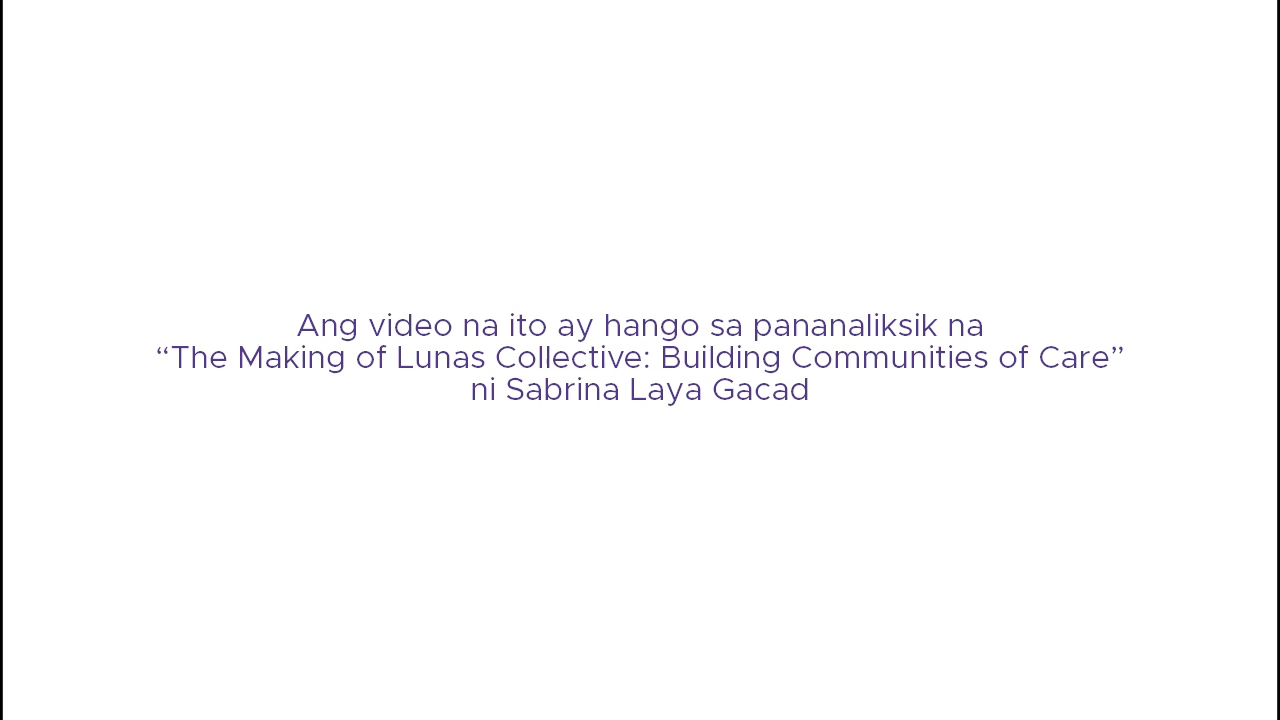 Ang video na ito ay hango sa pananaliksik na
“The Making of Lunas Collective: Building Communities of Care”
ni Sabrina Laya Gacad